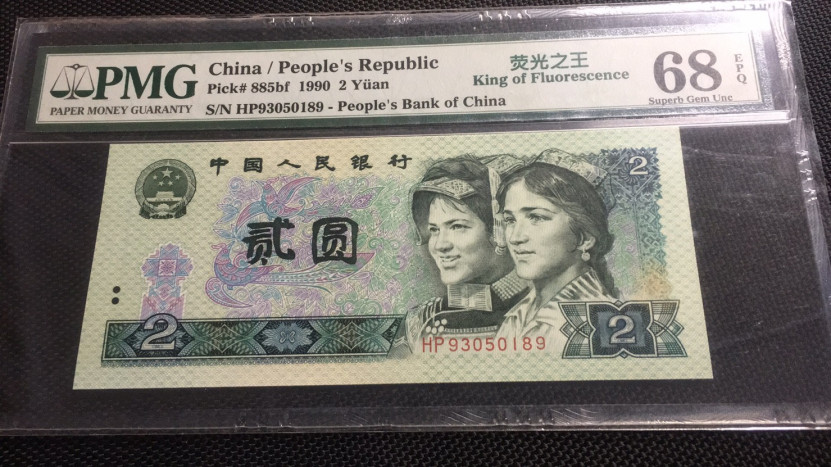 PMG
PAPER MONEY GUARANTY
China / People's Republic
Pick# 885bf 1990 2 Yüan
S/N HP93050189 - People's Bank of China
荧光之王
King of Fluorescence
68 EPQ
Superb Gem Unc
中国人民银行
2
贰圆
2
HP93050189
2